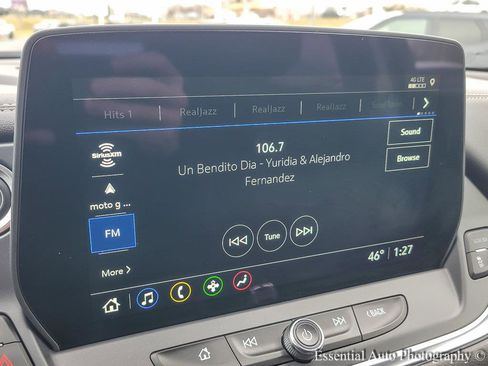 4G LTE
Hits 1
RealJazz
RealJazz
RealJazz
106.7
Un Bendito Dia - Yuridia & Alejandro
Fernandez
Sound
Browse
SiriusXM
moto g ...
FM
Tune
More >
46°
1:27
< BACK
Essential Auto Photography ©